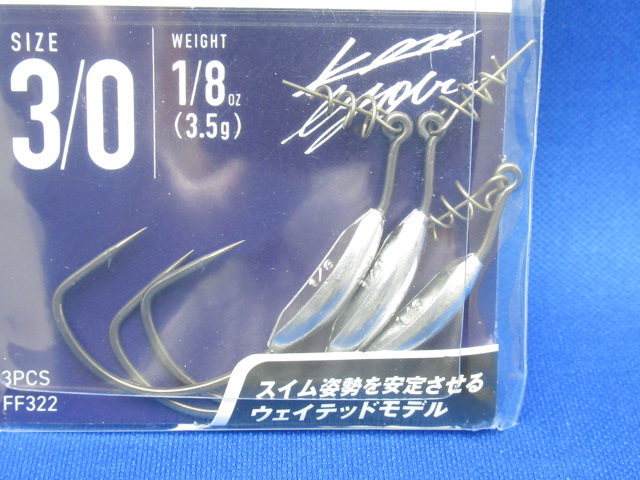 SIZE
3/0
WEIGHT
1/8oz
(3.5g)
3PCS
FF322
スイム姿勢を安定させる
ウェイテッドモデル